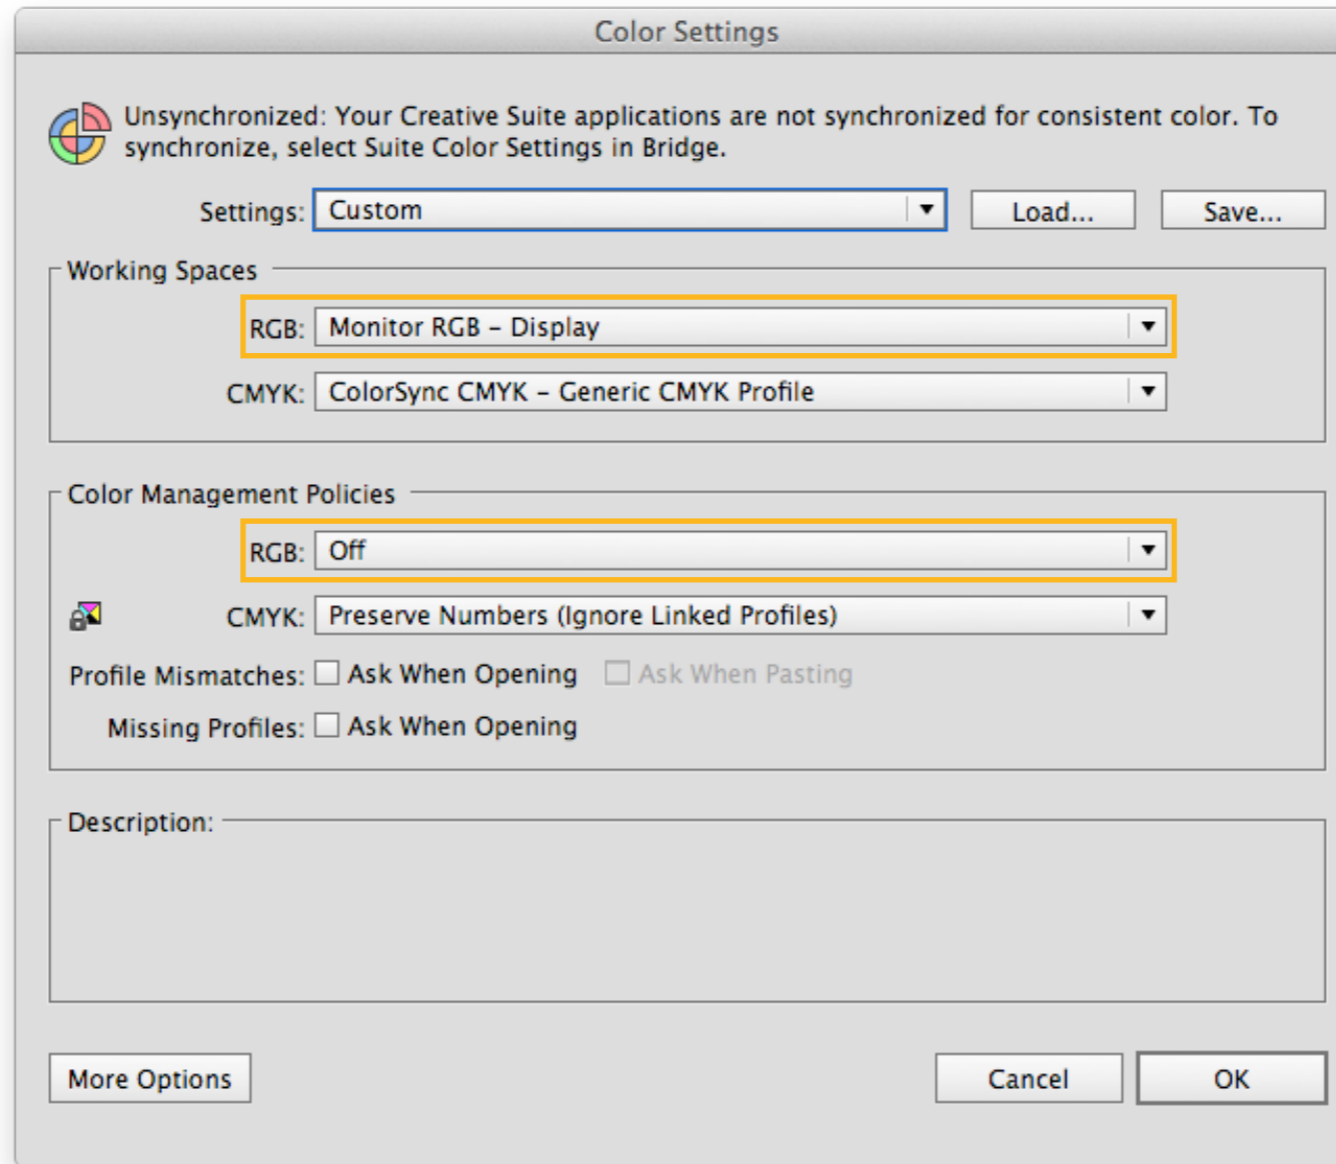 Color Settings
Unsynchronized: Your Creative Suite applications are not synchronized for consistent color. To
synchronize, select Suite Color Settings in Bridge.
Settings: Custom Load... Save...
Working Spaces
RGB: Monitor RGB – Display
CMYK: ColorSync CMYK – Generic CMYK Profile
Color Management Policies
RGB: Off
CMYK: Preserve Numbers (Ignore Linked Profiles)
Profile Mismatches: Ask When Opening Ask When Pasting
Missing Profiles: Ask When Opening
Description:
More Options Cancel OK